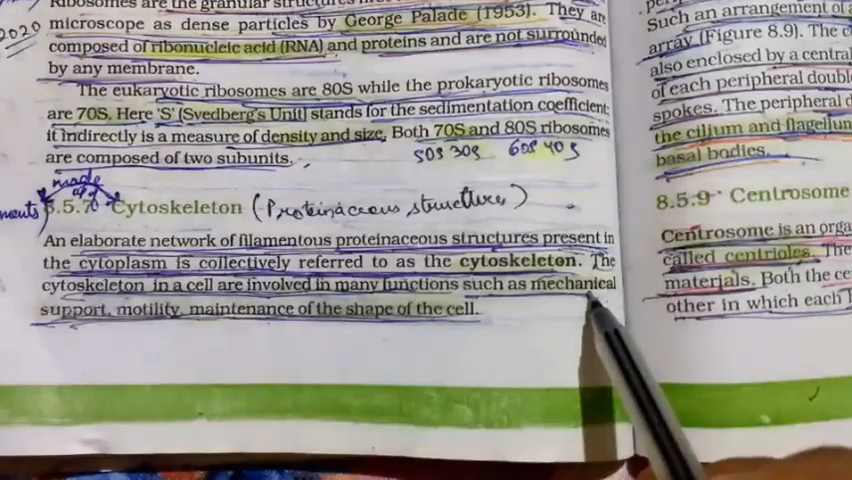 Ribosomes are the granular structures
2020 microscope as dense particles by George Palade (1953). They are
composed of ribonucleic acid (RNA) and proteins and are not surrounded
by any membrane.
The eukaryotic ribosomes are 80S while the prokaryotic ribosomes
are 70S. Here 'S' (Svedberg's Unit) stands for the sedimentation coefficient;
it indirectly is a measure of density and size. Both 70S and 80S ribosomes
are composed of two subunits.
50S 30S 60S 40S
made
of
8.5.7 Cytoskeleton (Proteinaceous structure)
An elaborate network of filamentous proteinaceous structures present in
the cytoplasm is collectively referred to as the cytoskeleton. The
cytoskeleton in a cell are involved in many functions such as mechanical
support, motility, maintenance of the shape of the cell.
Such an arrangement of a
array (Figure 8.9). The c
also enclosed by a central
of each peripheral double
spokes. The peripheral d
the cilium and flagellum
basal bodies.
8.5.9 Centrosome
Centrosome is an orga
called centrioles. The
materials. Both the ce
other in which each